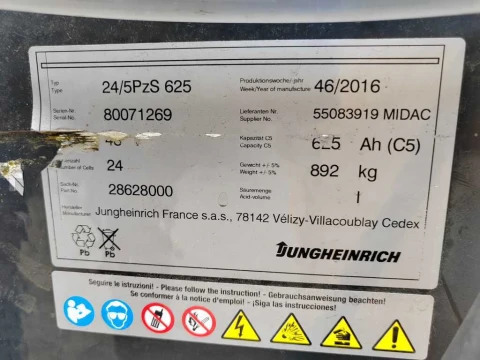 Typ
Type
24/5PzS 625
Produktionswoche/-jahr
Week/Year of manufacture
46/2016
Serien-Nr.
Serial-No.
80071269
Lieferanten Nr.
Supplier No.
55083919 MIDAC
48
Kapazität C5
Capacity C5
625 Ah (C5)
Number of Cells
24
Gewicht +/- 5%
Weight +/- 5%
892 kg
Sach-Nr.
Part No.
28628000
Säuremenge
Acid-volume
l
Hersteller
Manufacturer
Jungheinrich France s.a.s., 78142 Vélizy-Villacoublay Cedex
Pb
Pb
JUNGHEINRICH
Seguire le istruzioni! - Please follow the instruction! - Gebrauchsanweisung beachten!
Se conformer à la notice d'emploi! - ¡Siga las instrucciones!